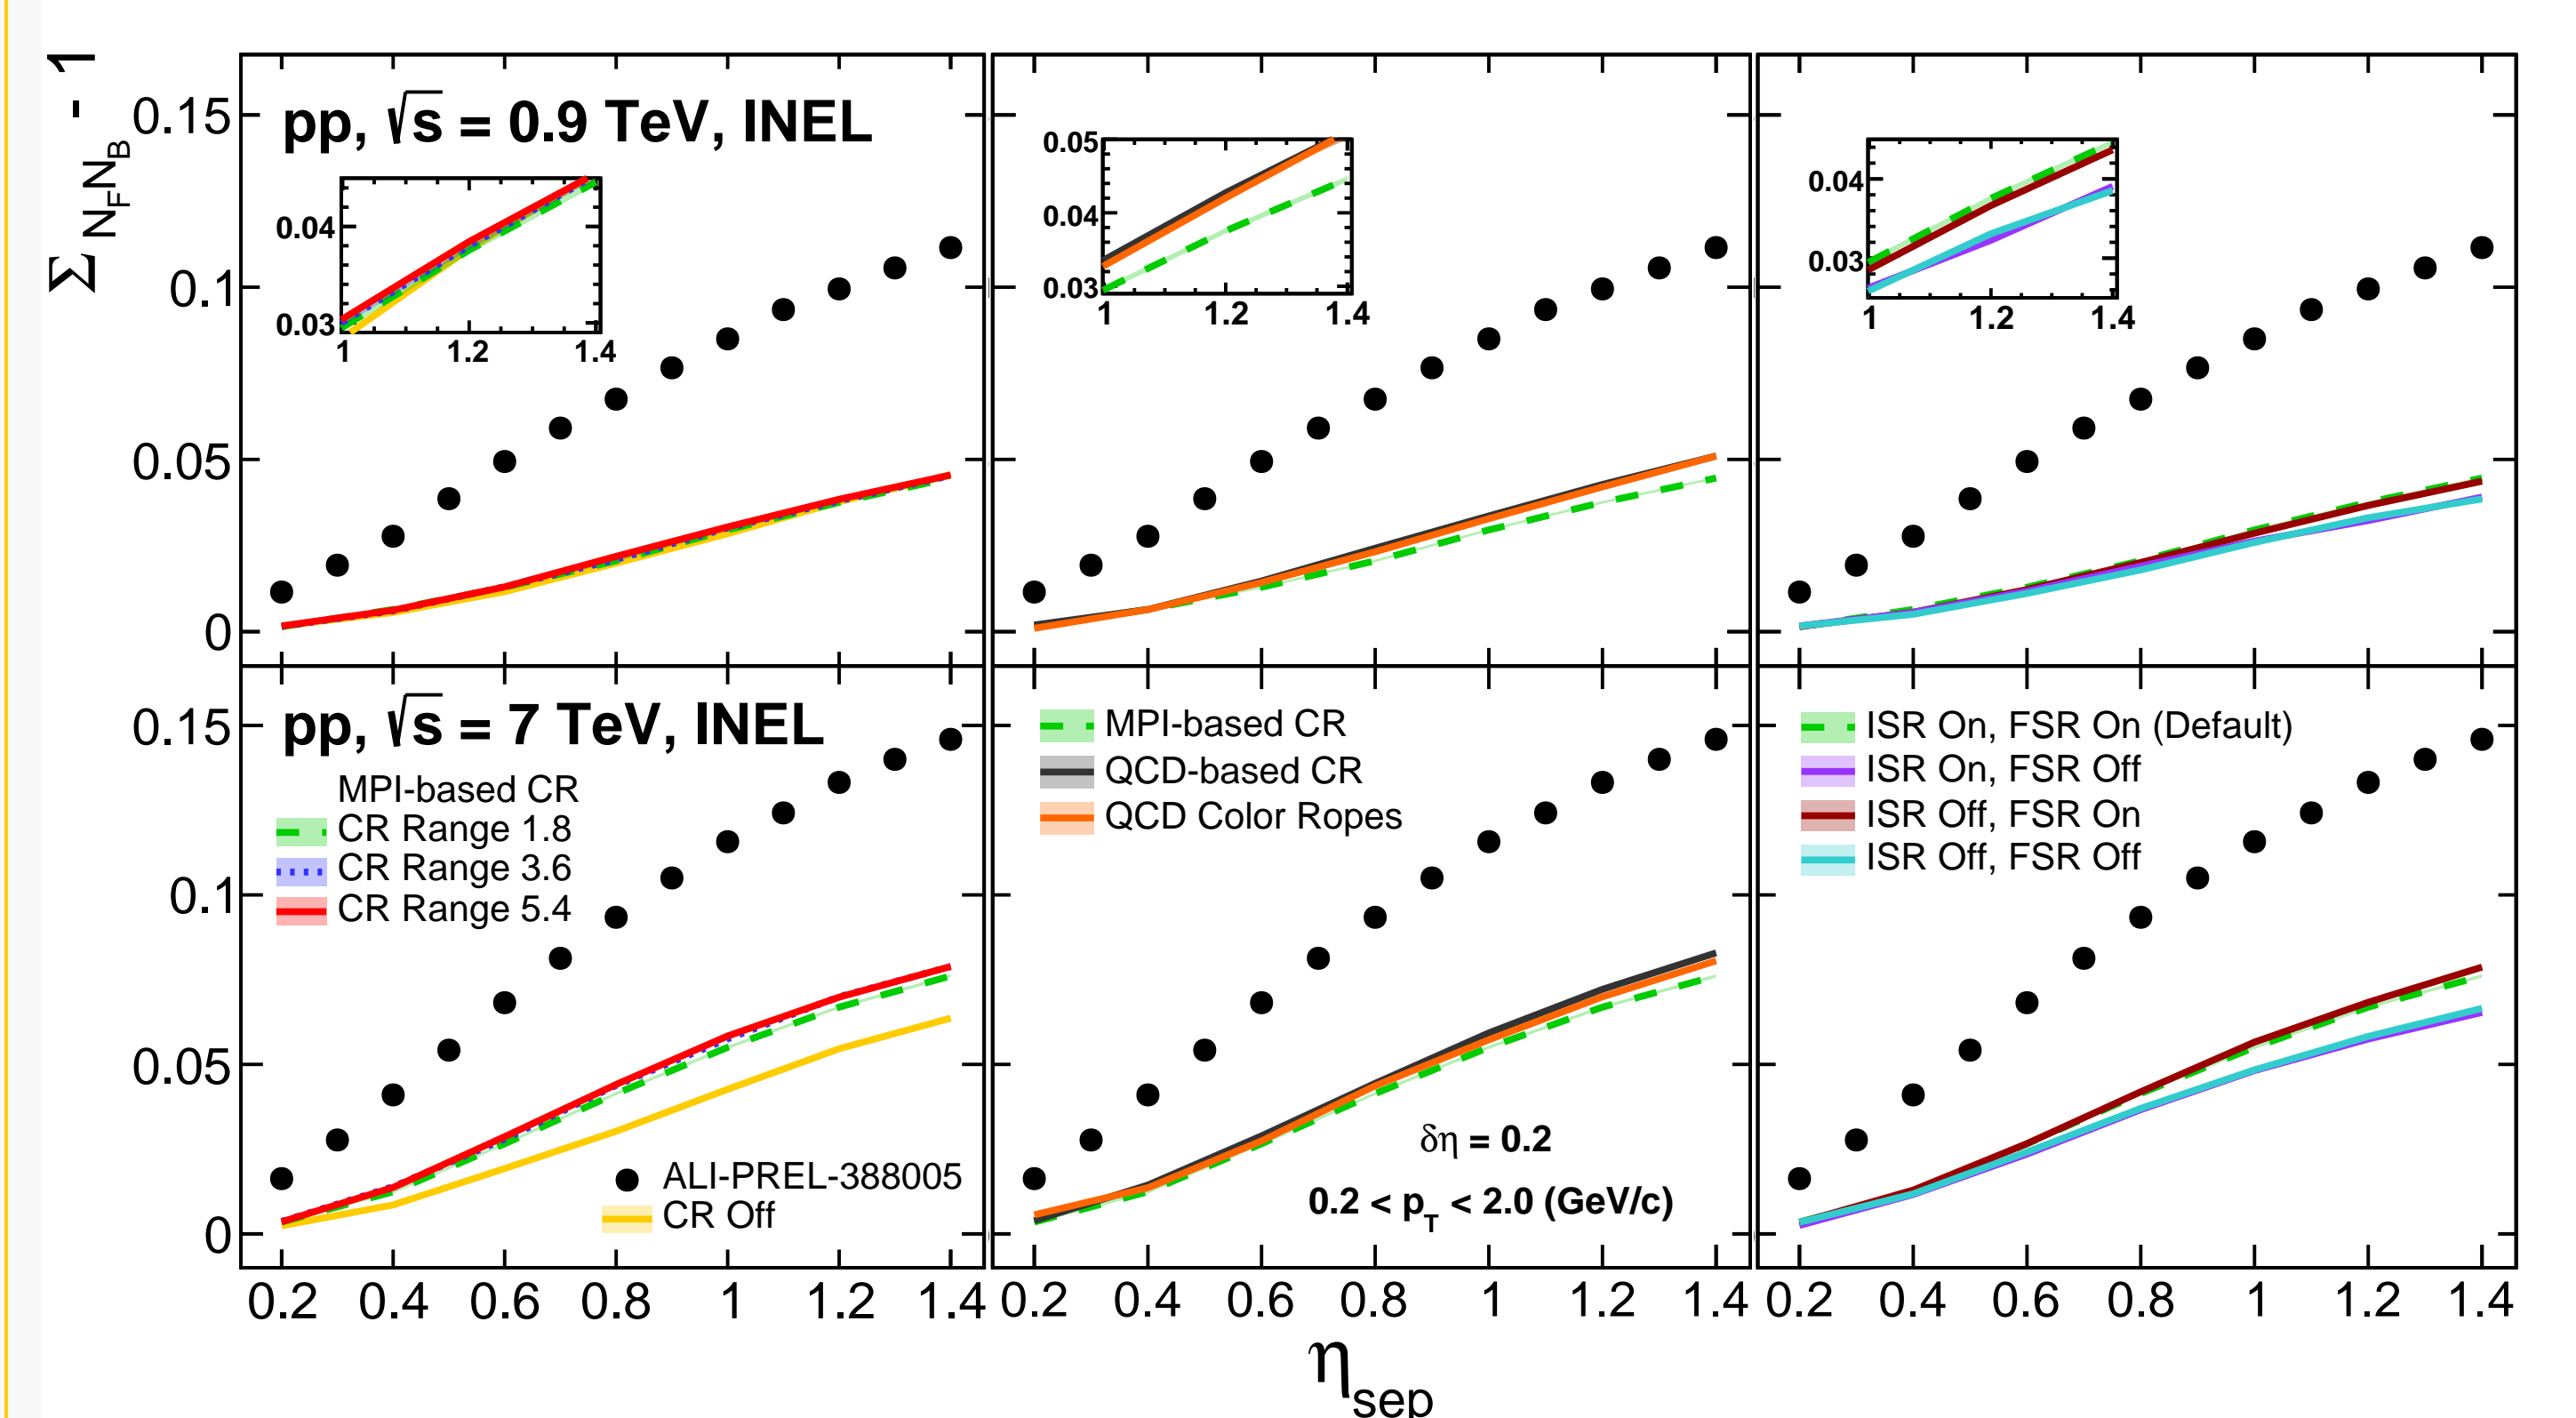 Σ N_F N_B - 1
pp, √s = 0.9 TeV, INEL
0.15
0.1
0.05
0
0.04
0.03
1 1.2 1.4
0.05
0.04
0.03
1 1.2 1.4
0.04
0.03
1 1.2 1.4
pp, √s = 7 TeV, INEL
MPI-based CR
CR Range 1.8
CR Range 3.6
CR Range 5.4
ALI-PREL-388005
CR Off
0.15
0.1
0.05
0
MPI-based CR
QCD-based CR
QCD Color Ropes
δη = 0.2
0.2 < p_T < 2.0 (GeV/c)
ISR On, FSR On (Default)
ISR On, FSR Off
ISR Off, FSR On
ISR Off, FSR Off
0.2 0.4 0.6 0.8 1 1.2 1.4 0.2 0.4 0.6 0.8 1 1.2 1.4 0.2 0.4 0.6 0.8 1 1.2 1.4
η_sep